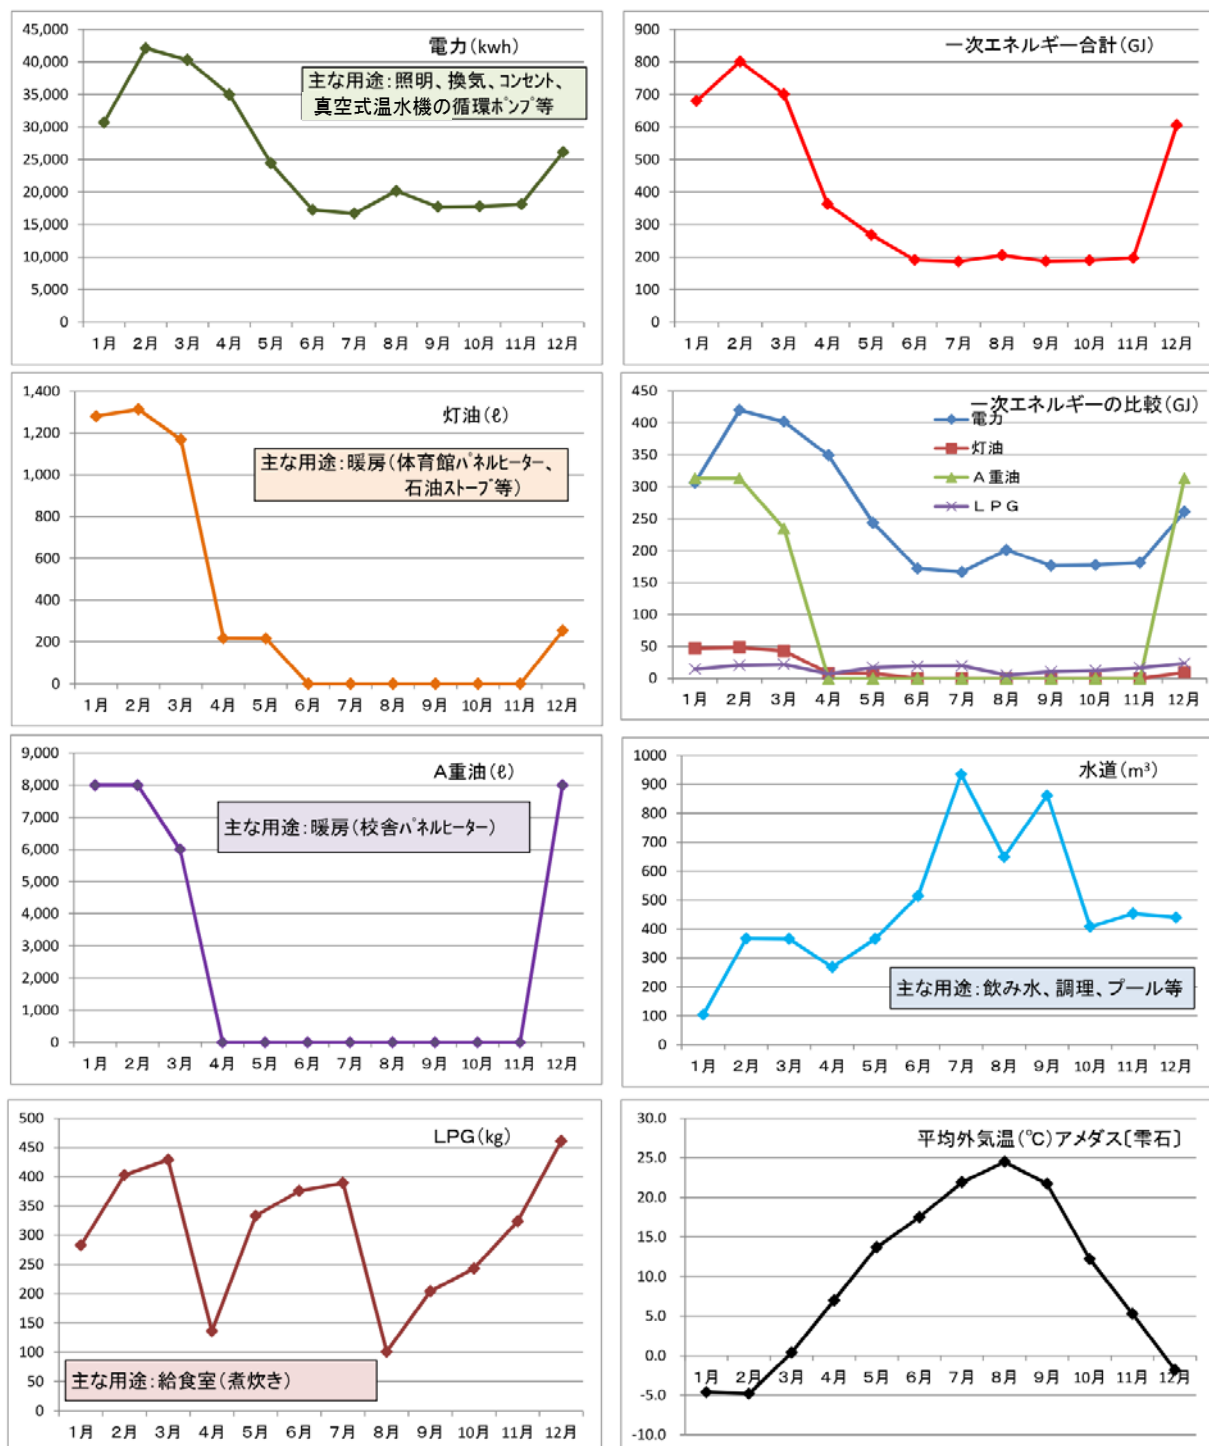 電力(kwh)
主な用途:照明、換気、コンセント、
真空式温水機の循環ポンプ等
45,000
40,000
35,000
30,000
25,000
20,000
15,000
10,000
5,000
0
1月 2月 3月 4月 5月 6月 7月 8月 9月 10月 11月 12月
一次エネルギー合計(GJ)
900
800
700
600
500
400
300
200
100
0
1月 2月 3月 4月 5月 6月 7月 8月 9月 10月 11月 12月
灯油(ℓ)
主な用途:暖房(体育館パネルヒーター、
石油ストーブ等)
1,400
1,200
1,000
800
600
400
200
0
1月 2月 3月 4月 5月 6月 7月 8月 9月 10月 11月 12月
一次エネルギーの比較(GJ)
電力
灯油
A重油
LPG
450
400
350
300
250
200
150
100
50
0
1月 2月 3月 4月 5月 6月 7月 8月 9月 10月 11月 12月
A重油(ℓ)
主な用途:暖房(校舎パネルヒーター)
9,000
8,000
7,000
6,000
5,000
4,000
3,000
2,000
1,000
0
1月 2月 3月 4月 5月 6月 7月 8月 9月 10月 11月 12月
水道(m³)
主な用途:飲み水、調理、プール等
1000
900
800
700
600
500
400
300
200
100
0
1月 2月 3月 4月 5月 6月 7月 8月 9月 10月 11月 12月
LPG(kg)
主な用途:給食室(煮炊き)
500
450
400
350
300
250
200
150
100
50
0
1月 2月 3月 4月 5月 6月 7月 8月 9月 10月 11月 12月
平均外気温(℃)アメダス〔雫石〕
30.0
25.0
20.0
15.0
10.0
5.0
0.0
-5.0
-10.0
1月 2月 3月 4月 5月 6月 7月 8月 9月 10月 11月 12月